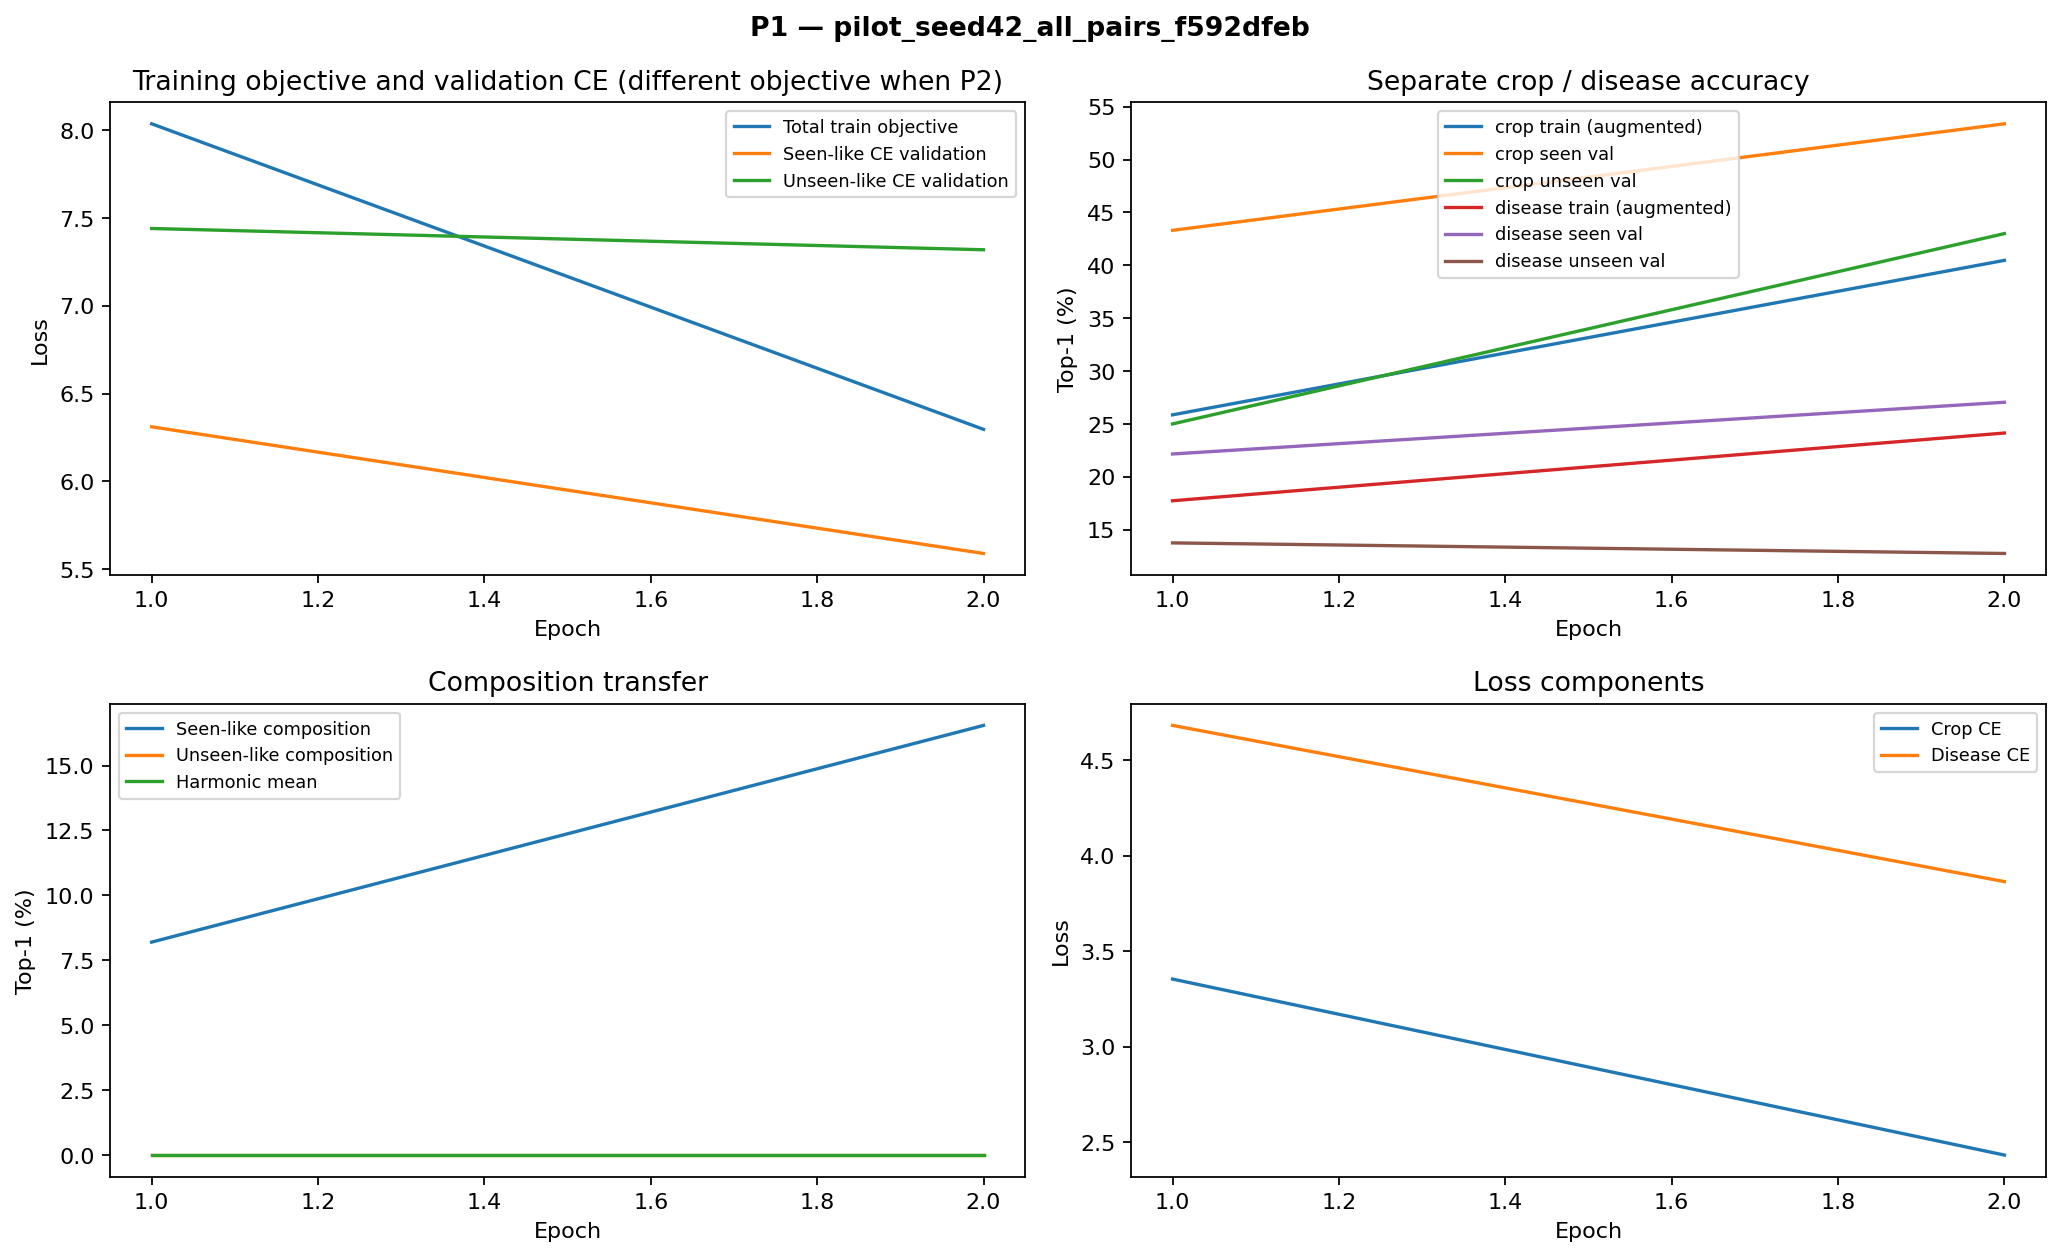 P1 — pilot_seed42_all_pairs_f592dfeb
Training objective and validation CE (different objective when P2)
8.0
7.5
7.0
6.5
6.0
5.5
Loss
Total train objective
Seen-like CE validation
Unseen-like CE validation
1.0 1.2 1.4 1.6 1.8 2.0
Epoch
Separate crop / disease accuracy
55
50
45
40
35
30
25
20
15
Top-1 (%)
crop train (augmented)
crop seen val
crop unseen val
disease train (augmented)
disease seen val
disease unseen val
1.0 1.2 1.4 1.6 1.8 2.0
Epoch
Composition transfer
15.0
12.5
10.0
7.5
5.0
2.5
0.0
Top-1 (%)
Seen-like composition
Unseen-like composition
Harmonic mean
1.0 1.2 1.4 1.6 1.8 2.0
Epoch
Loss components
4.5
4.0
3.5
3.0
2.5
Loss
Crop CE
Disease CE
1.0 1.2 1.4 1.6 1.8 2.0
Epoch